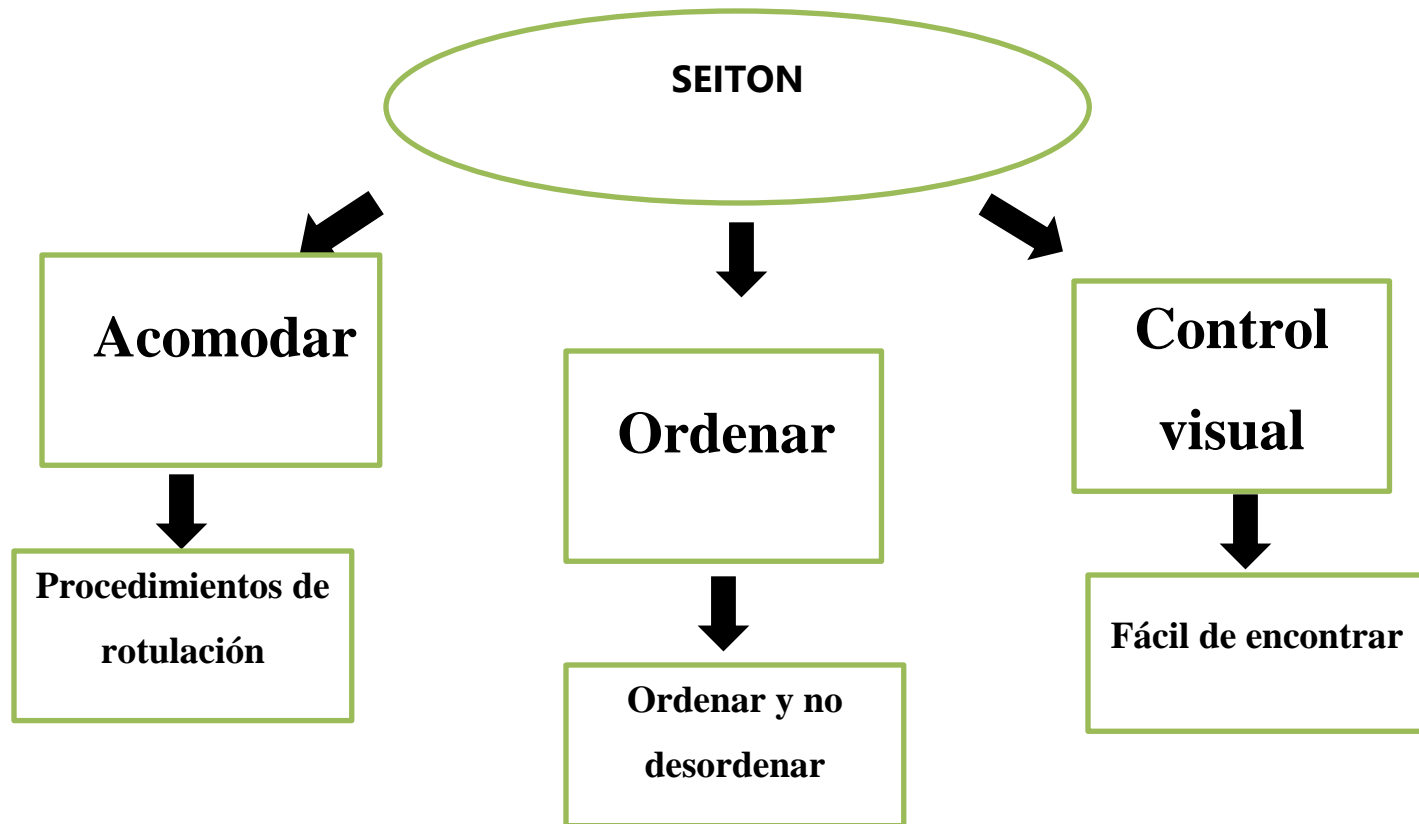 SEITON
Acomodar
Ordenar
Control
visual
Procedimientos de
rotulación
Ordenar y no
desordenar
Fácil de encontrar